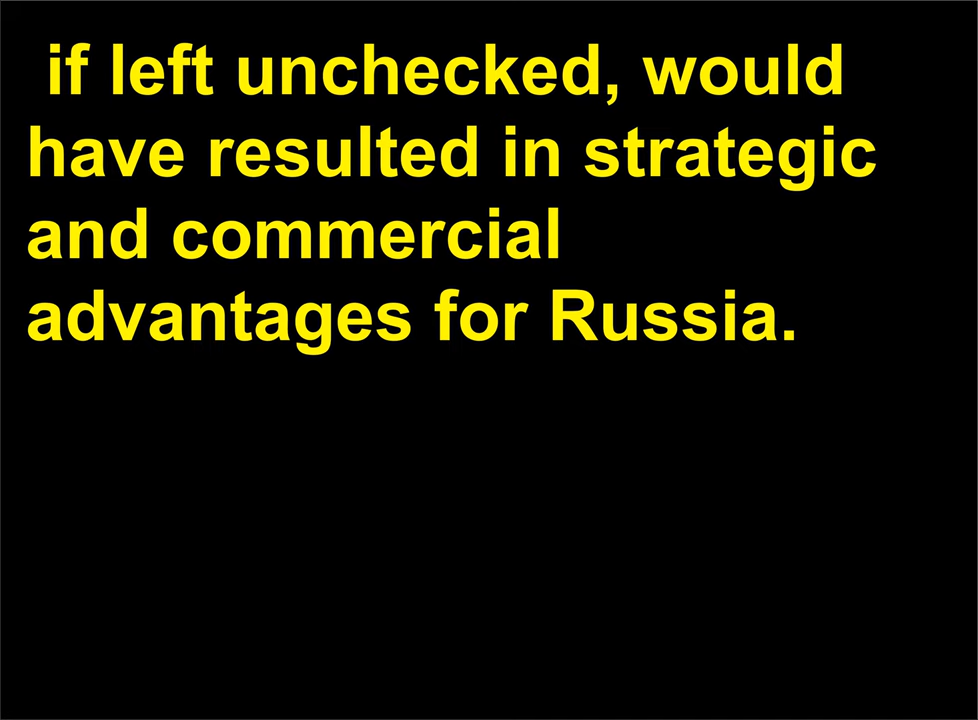 if left unchecked, would
have resulted in strategic
and commercial
advantages for Russia.